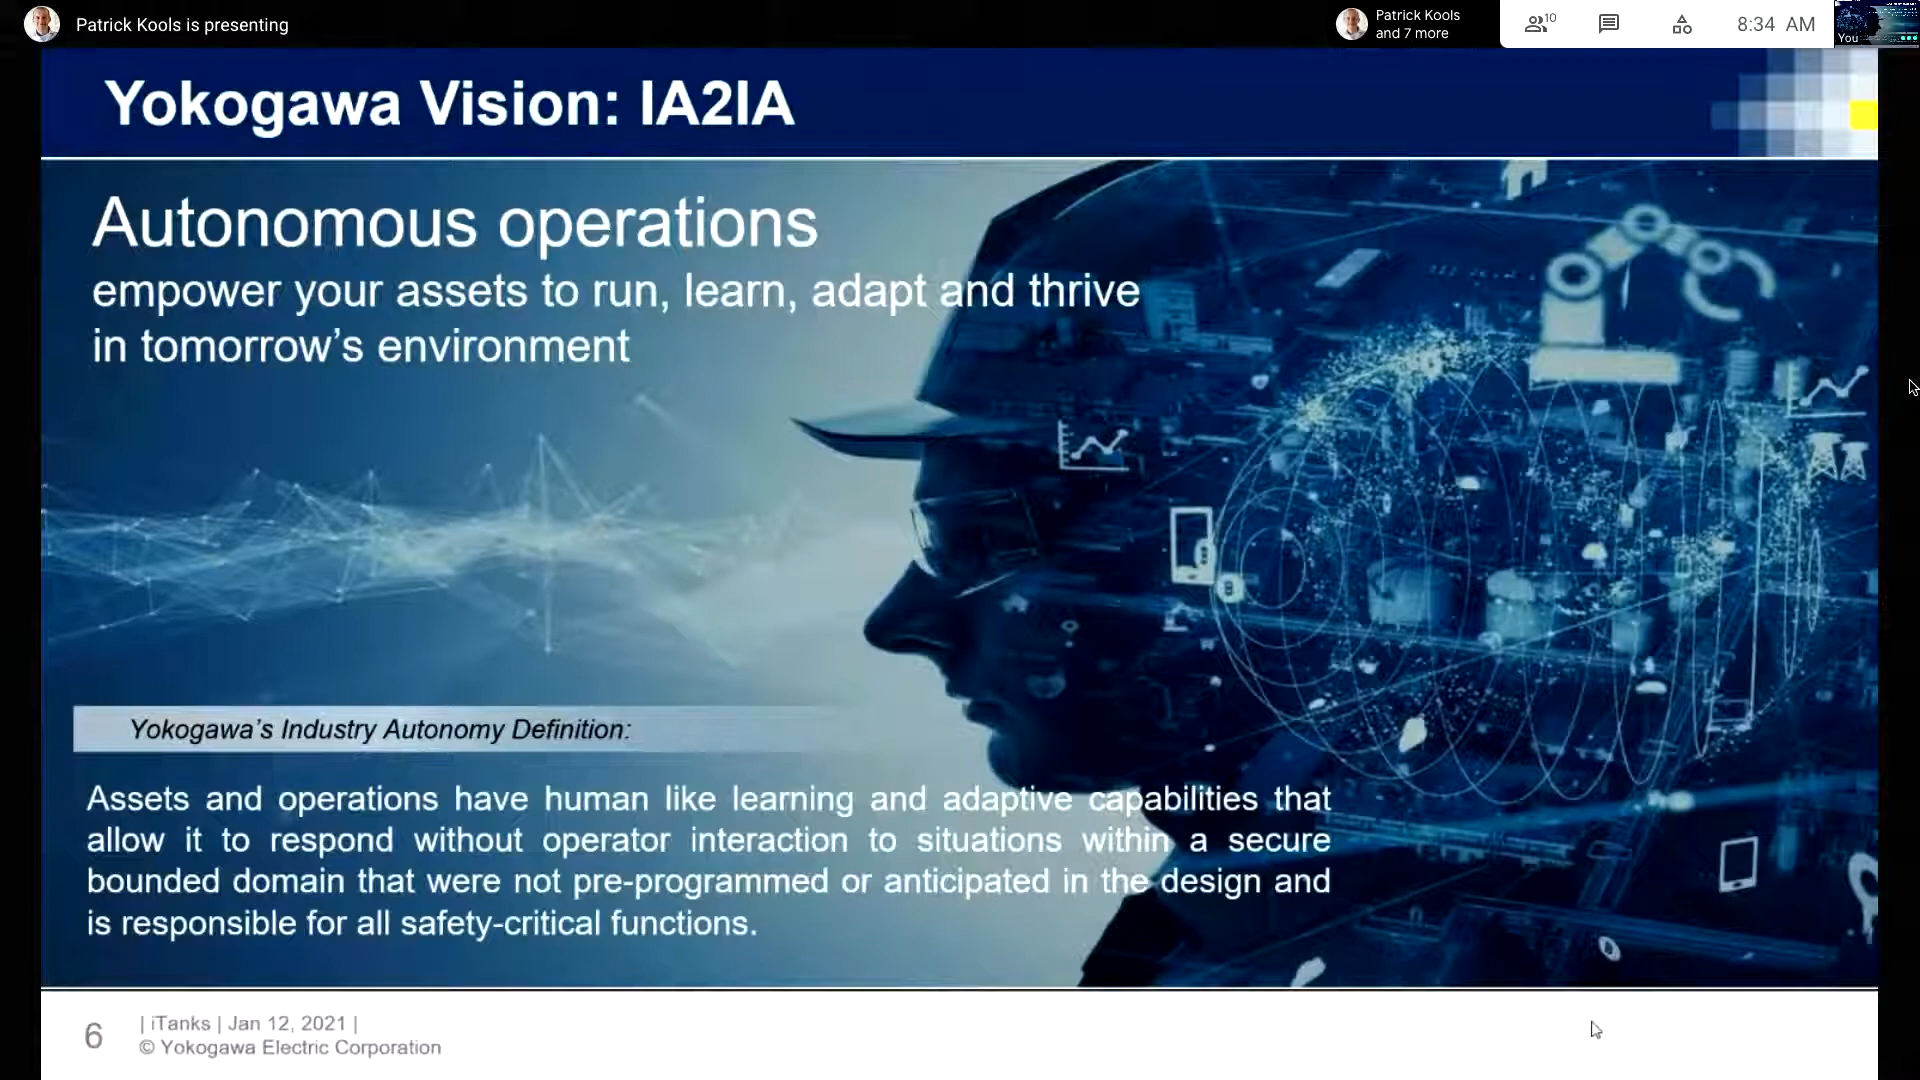 Patrick Kools is presenting
Patrick Kools
and 7 more
10
8:34 AM
You
Yokogawa Vision: IA2IA
Autonomous operations
empower your assets to run, learn, adapt and thrive
in tomorrow’s environment
Yokogawa’s Industry Autonomy Definition:
Assets and operations have human like learning and adaptive capabilities that
allow it to respond without operator interaction to situations within a secure
bounded domain that were not pre-programmed or anticipated in the design and
is responsible for all safety-critical functions.
6
| iTanks | Jan 12, 2021 |
© Yokogawa Electric Corporation